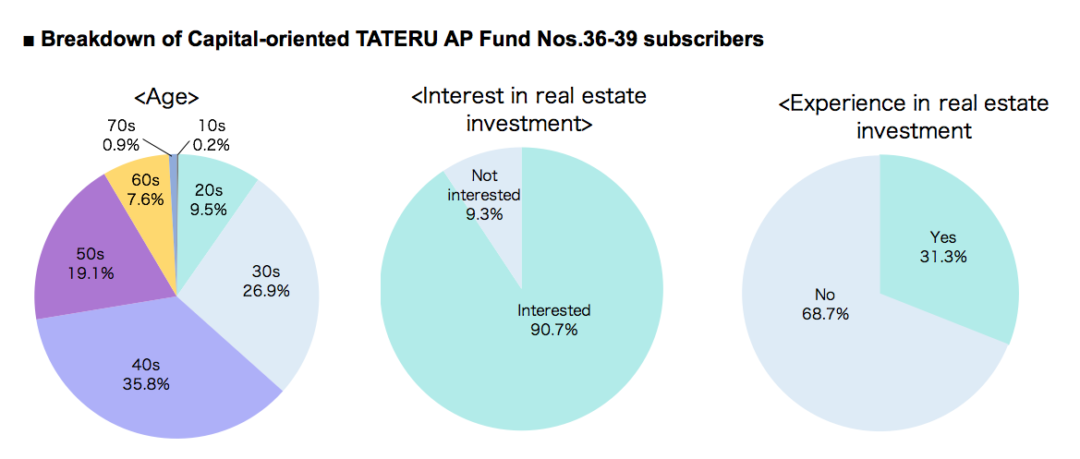 ■ Breakdown of Capital-oriented TATERU AP Fund Nos.36-39 subscribers
<Age>
70s
0.9%
10s
0.2%
60s
7.6%
20s
9.5%
50s
19.1%
30s
26.9%
40s
35.8%
<Interest in real estate
investment>
Not
interested
9.3%
Interested
90.7%
<Experience in real estate
investment
Yes
31.3%
No
68.7%